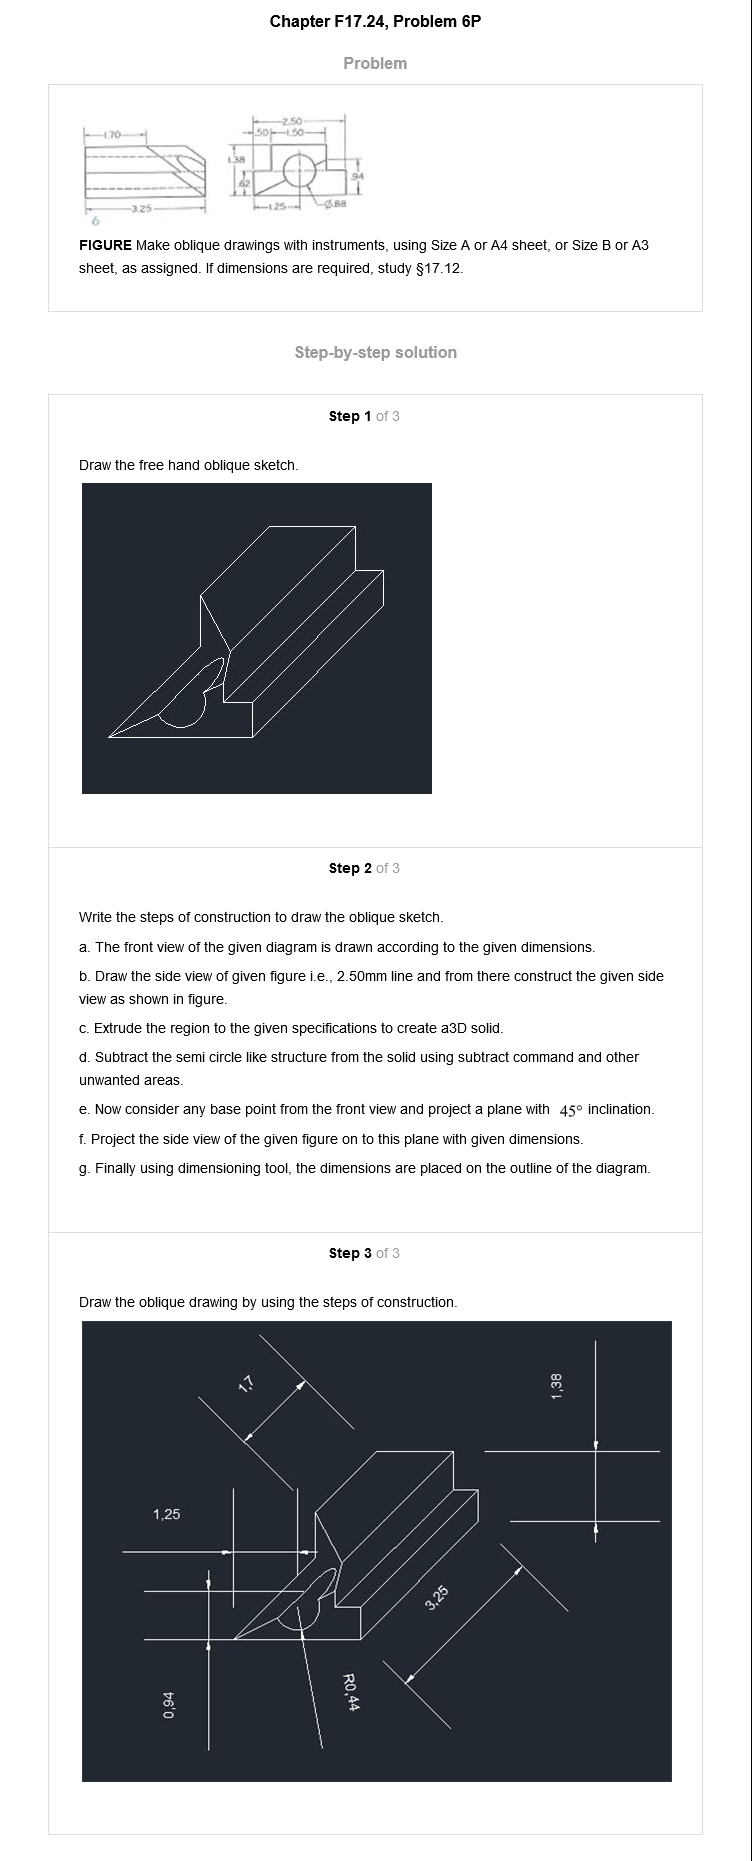 Chapter F17.24, Problem 6P
Problem
2.50
1.70
.50 1.50
1.38
.62
.94
3.25
1.25
Ø.88
6
FIGURE Make oblique drawings with instruments, using Size A or A4 sheet, or Size B or A3
sheet, as assigned. If dimensions are required, study §17.12.
Step-by-step solution
Step 1 of 3
Draw the free hand oblique sketch.
Step 2 of 3
Write the steps of construction to draw the oblique sketch.
a. The front view of the given diagram is drawn according to the given dimensions.
b. Draw the side view of given figure i.e., 2.50mm line and from there construct the given side
view as shown in figure.
c. Extrude the region to the given specifications to create a3D solid.
d. Subtract the semi circle like structure from the solid using subtract command and other
unwanted areas.
e. Now consider any base point from the front view and project a plane with 45° inclination.
f. Project the side view of the given figure on to this plane with given dimensions.
g. Finally using dimensioning tool, the dimensions are placed on the outline of the diagram.
Step 3 of 3
Draw the oblique drawing by using the steps of construction.
1,7
1,38
1,25
3,25
R0,44
0,94